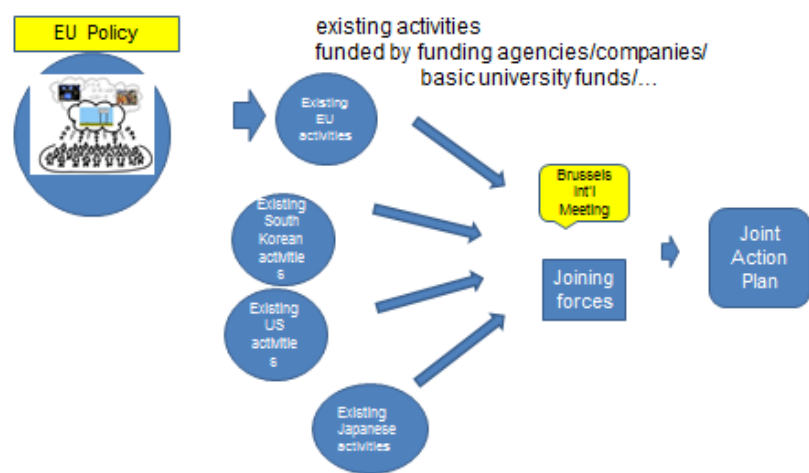 EU Policy
existing activities
funded by funding agencies/companies/
basic university funds/...
Existing
EU
activities
Existing
South
Korean
activitie
s
Existing
US
activitie
s
Existing
Japanese
activities
Brussels
Int'l
Meeting
Joining
forces
Joint
Action
Plan